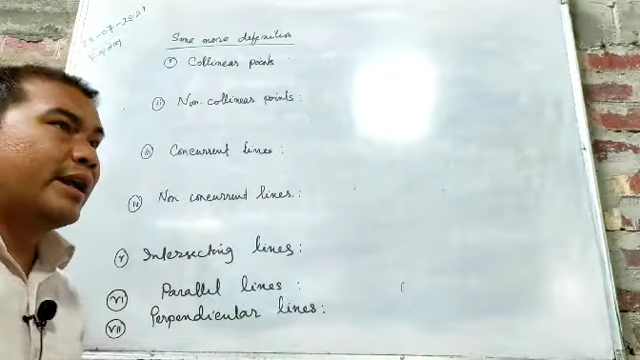 Friday
Some more definition
(i) Collinear points
(ii) Non-collinear points:
(iii) Concurrent lines:
(iv) Non concurrent lines:
(v) Intersecting lines:
(vi) Parallel lines:
(vii) Perpendicular lines: